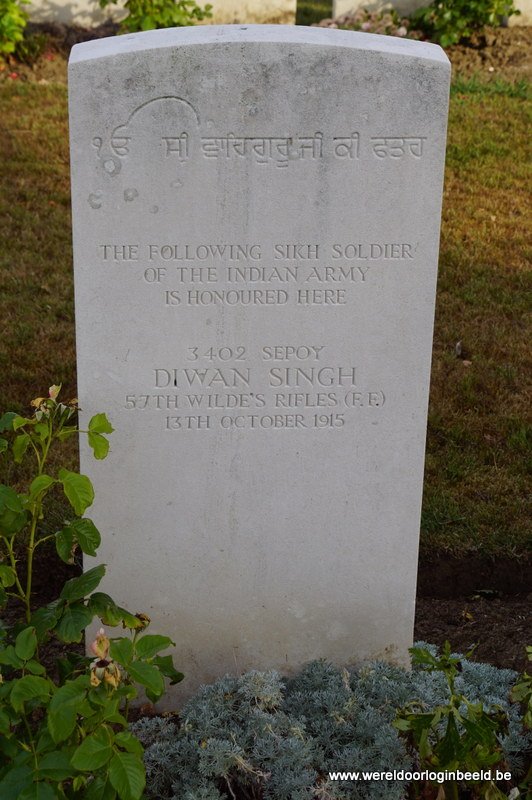 ੴ ਸ੍ਰੀ ਵਾਹਿਗੁਰੂ ਜੀ ਕੀ ਫਤਹ
THE FOLLOWING SIKH SOLDIER
OF THE INDIAN ARMY
IS HONOURED HERE
3402 SEPOY
DIWAN SINGH
57TH WILDE'S RIFLES (F.F.)
13TH OCTOBER 1915
www.wereldoorloginbeeld.be